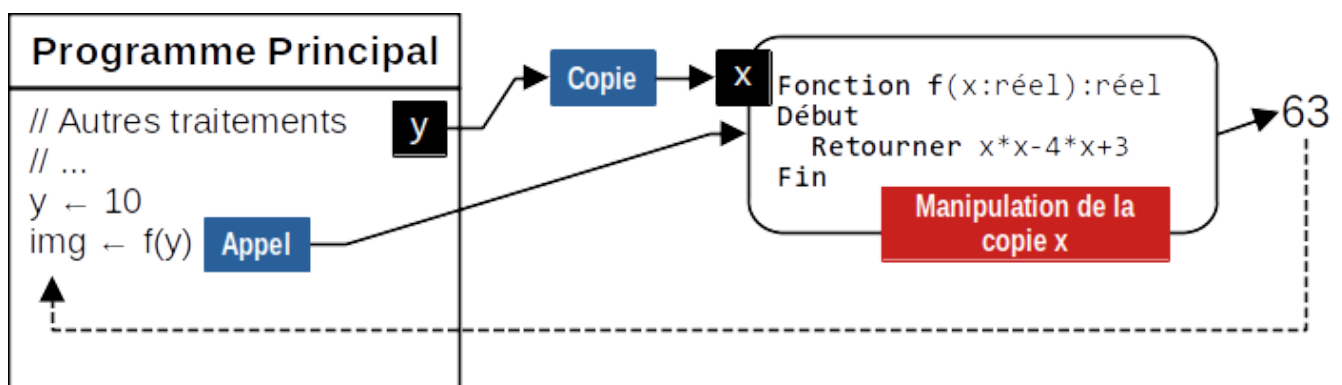 Programme Principal
// Autres traitements
// ...
y ← 10
img ← f(y)
Appel
y
Copie
x
Fonction f(x:réel):réel
Début
Retourner x*x-4*x+3
Fin
Manipulation de la
copie x
63